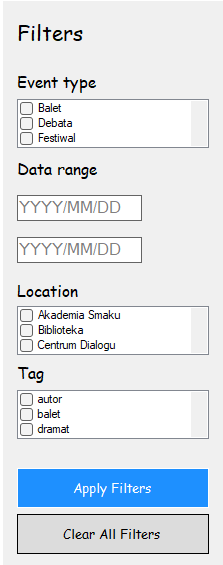 Filters
Event type
Balet
Debata
Festiwal
Data range
YYYY/MM/DD
YYYY/MM/DD
Location
Akademia Smaku
Biblioteka
Centrum Dialogu
Tag
autor
balet
dramat
Apply Filters
Clear All Filters